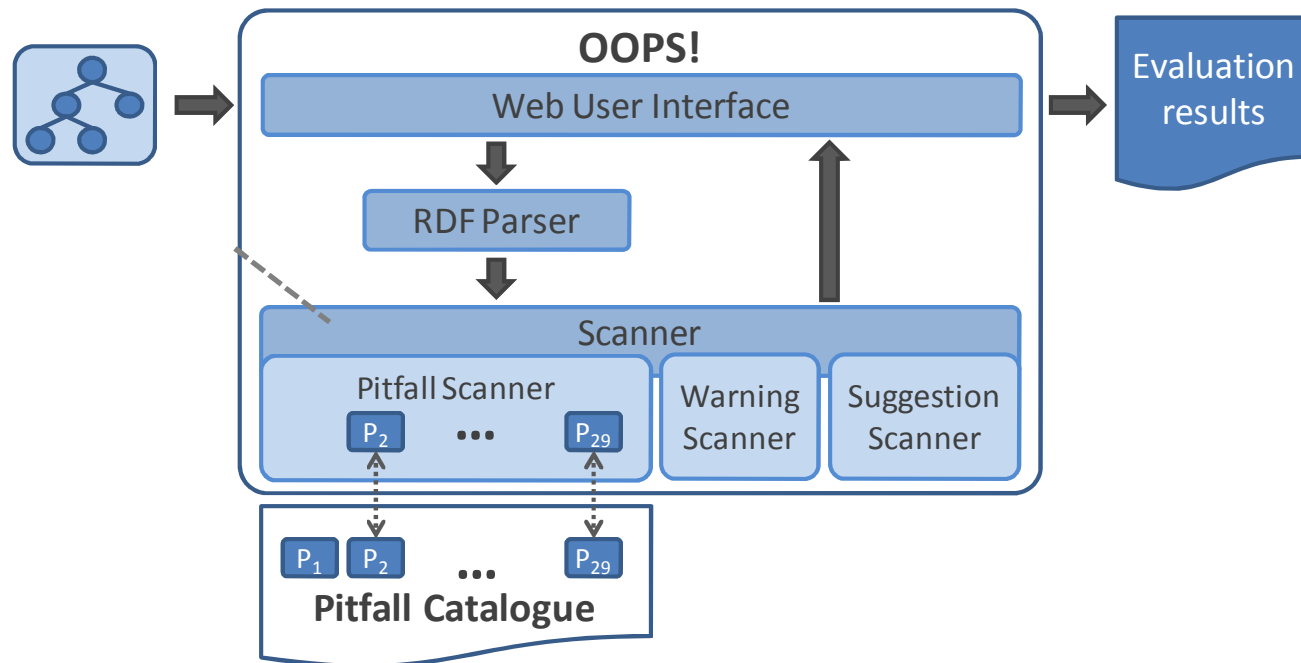 OOPS!
Evaluation
results
Web User Interface
RDF Parser
Scanner
Pitfall Scanner
Warning
Scanner
Suggestion
Scanner
P2 ... P29
P1 P2 ... P29
Pitfall Catalogue